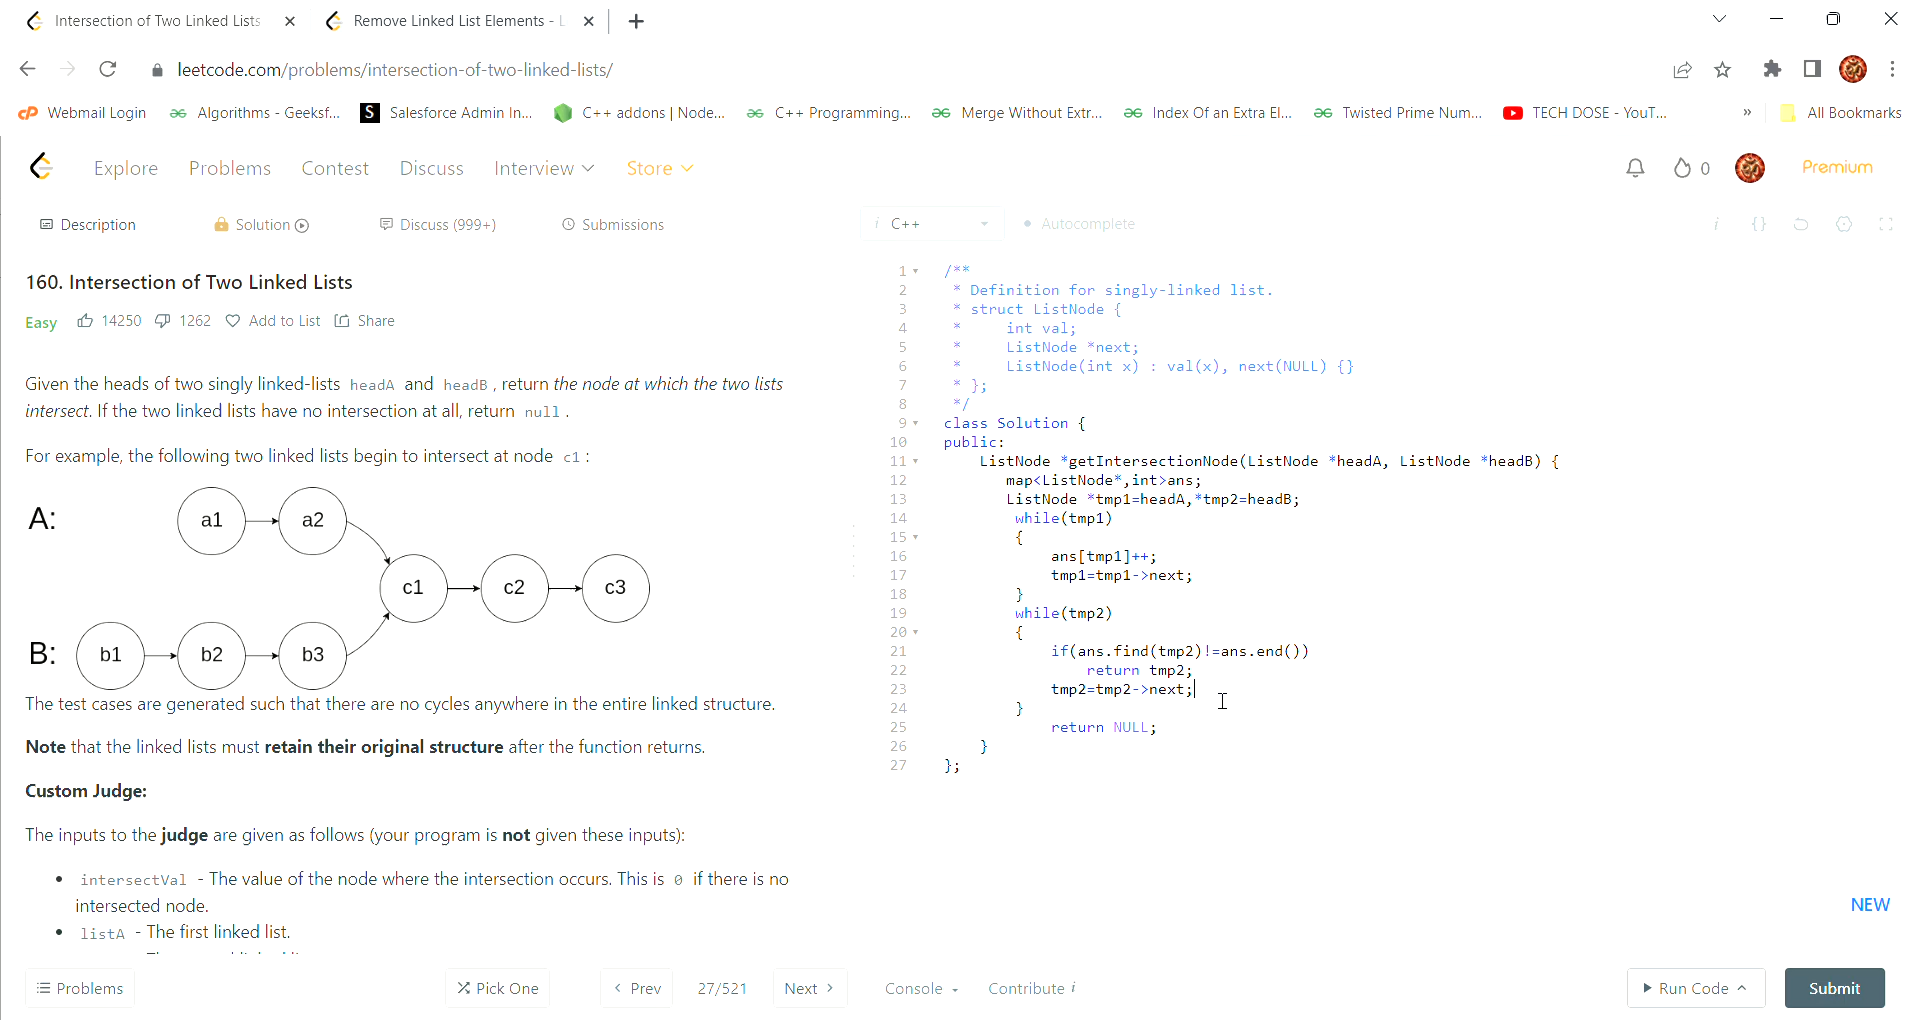 Intersection of Two Linked Lists
Remove Linked List Elements - L
leetcode.com/problems/intersection-of-two-linked-lists/
cP Webmail Login
Algorithms - Geeksf...
S Salesforce Admin In...
C++ addons | Node...
C++ Programming...
Merge Without Extr...
Index Of an Extra El...
Twisted Prime Num...
TECH DOSE - YouT...
»
All Bookmarks
Explore Problems Contest Discuss Interview Store
0 Premium
Description Solution Discuss (999+) Submissions
i C++ Autocomplete i {}
160. Intersection of Two Linked Lists
Easy 14250 1262 Add to List Share
Given the heads of two singly linked-lists headA and headB , return the node at which the two lists
intersect. If the two linked lists have no intersection at all, return null .
For example, the following two linked lists begin to intersect at node c1 :
A: a1 a2
c1 c2 c3
B: b1 b2 b3
The test cases are generated such that there are no cycles anywhere in the entire linked structure.
Note that the linked lists must retain their original structure after the function returns.
Custom Judge:
The inputs to the judge are given as follows (your program is not given these inputs):
• intersectVal - The value of the node where the intersection occurs. This is 0 if there is no
intersected node.
• listA - The first linked list.
1 /**
2 * Definition for singly-linked list.
3 * struct ListNode {
4 * int val;
5 * ListNode *next;
6 * ListNode(int x) : val(x), next(NULL) {}
7 * };
8 */
9 class Solution {
10 public:
11 ListNode *getIntersectionNode(ListNode *headA, ListNode *headB) {
12 map<ListNode*,int>ans;
13 ListNode *tmp1=headA,*tmp2=headB;
14 while(tmp1)
15 {
16 ans[tmp1]++;
17 tmp1=tmp1->next;
18 }
19 while(tmp2)
20 {
21 if(ans.find(tmp2)!=ans.end())
22 return tmp2;
23 tmp2=tmp2->next;
24 }
25 return NULL;
26 }
27 };
NEW
Problems Pick One < Prev 27/521 Next > Console Contribute i Run Code Submit